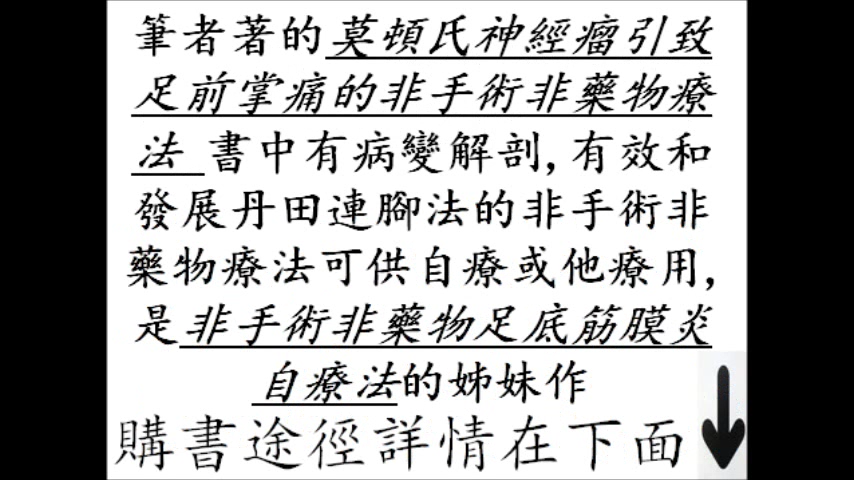 筆者著的莫頓氏神經瘤引致
足前掌痛的非手術非藥物療
法 書中有病變解剖,有效和
發展丹田連腳法的非手術非
藥物療法可供自療或他療用,
是非手術非藥物足底筋膜炎
自療法的姊妹作
購書途徑詳情在下面